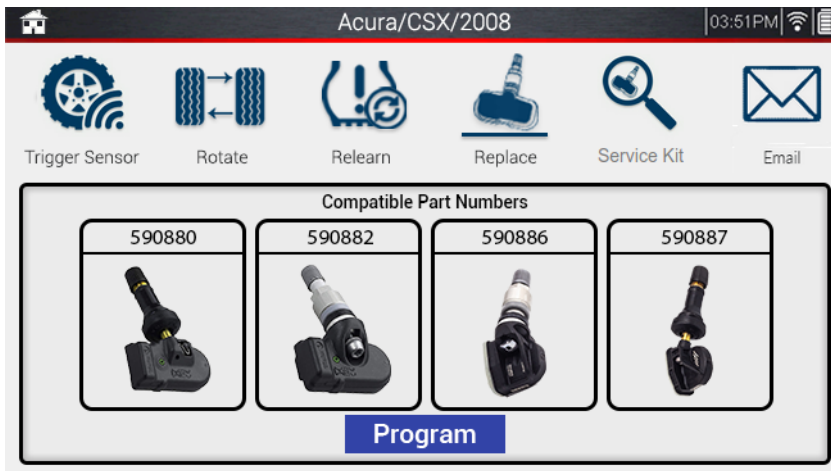 Acura/CSX/2008
03:51PM
Trigger Sensor
Rotate
Relearn
Replace
Service Kit
Email
Compatible Part Numbers
590880
590882
590886
590887
Program